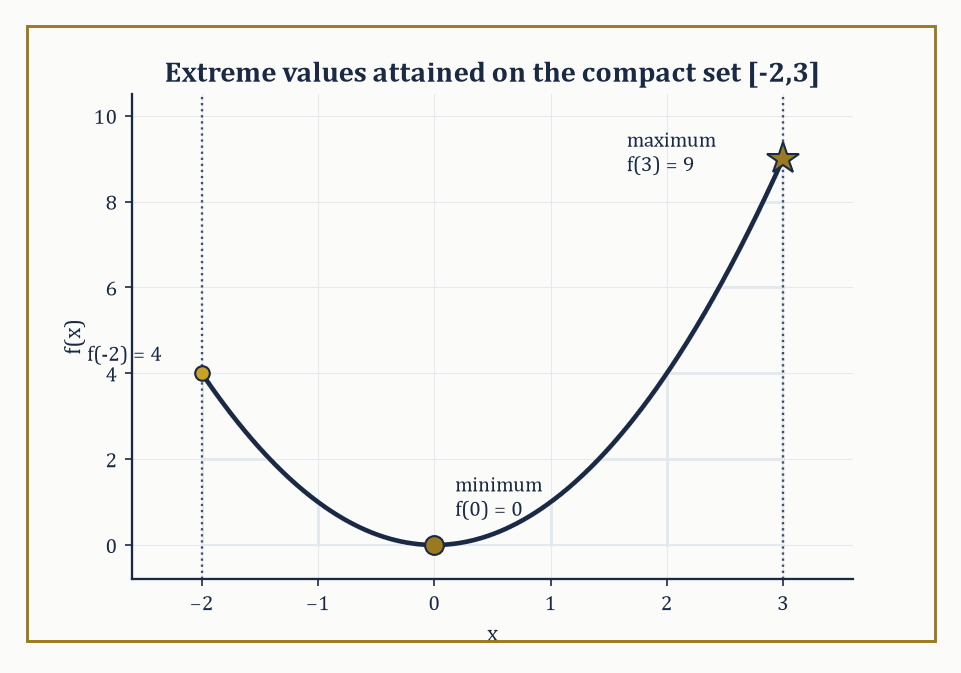 Extreme values attained on the compact set [-2,3]
10
maximum
f(3) = 9
8
6
f(x)
f(-2) = 4
4
2
minimum
f(0) = 0
0
−2 −1 0 1 2 3
x